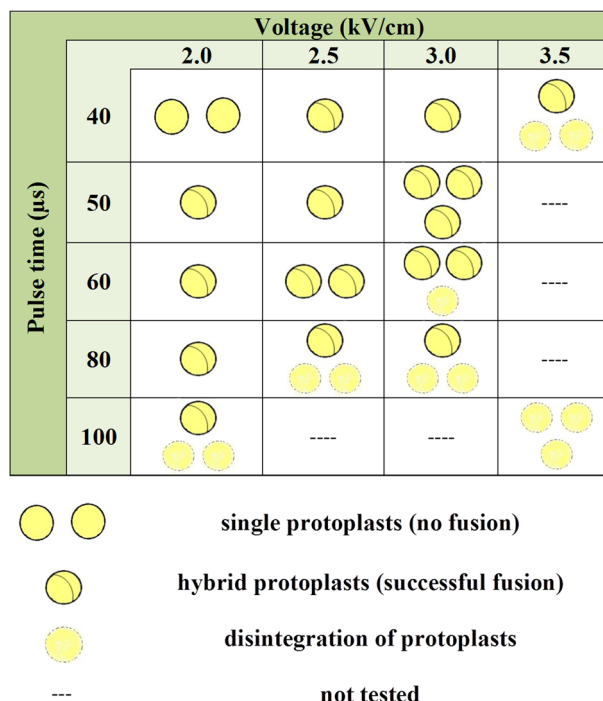 Voltage (kV/cm)
2.0 2.5 3.0 3.5
Pulse time (µs)
40
50 ----
60 ----
80 ----
100 ---- ----
single protoplasts (no fusion)
hybrid protoplasts (successful fusion)
disintegration of protoplasts
--- not tested